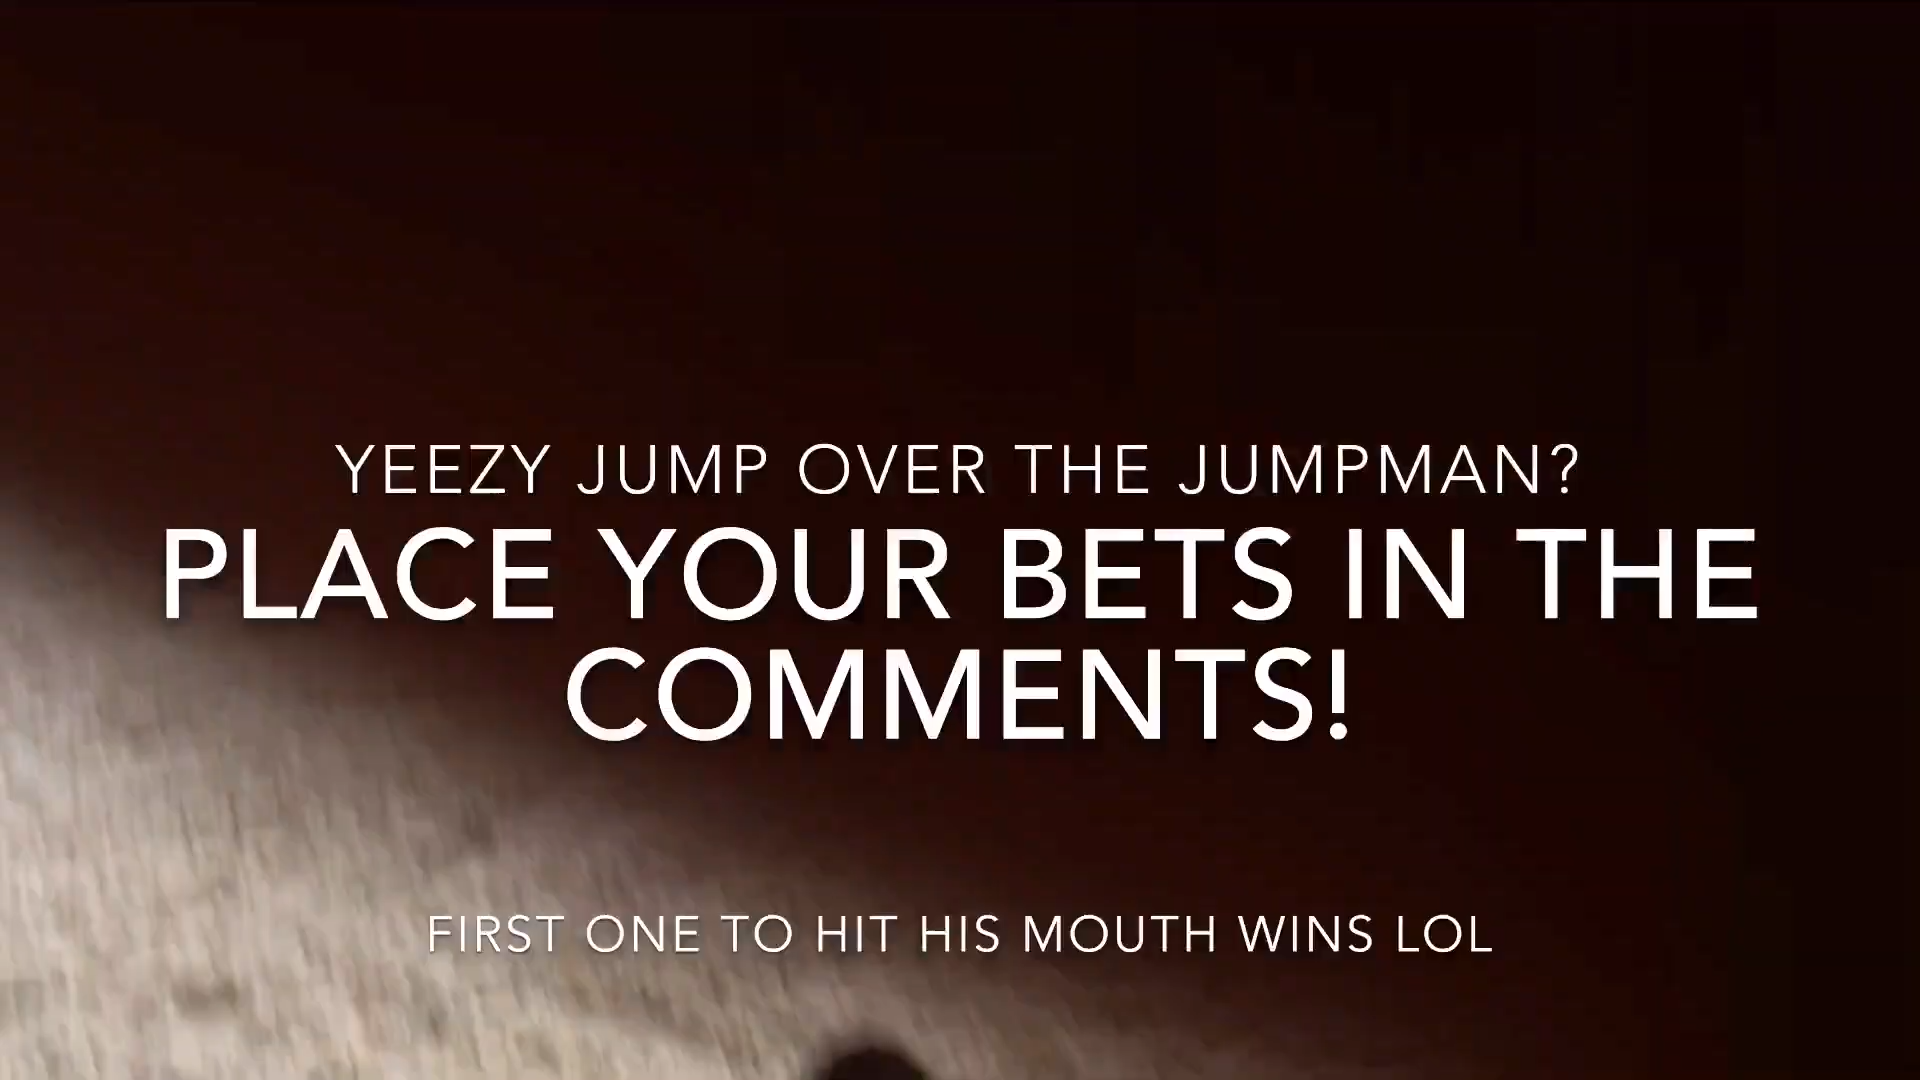 YEEZY JUMP OVER THE JUMPMAN?
PLACE YOUR BETS IN THE
COMMENTS!
FIRST ONE TO HIT HIS MOUTH WINS LOL